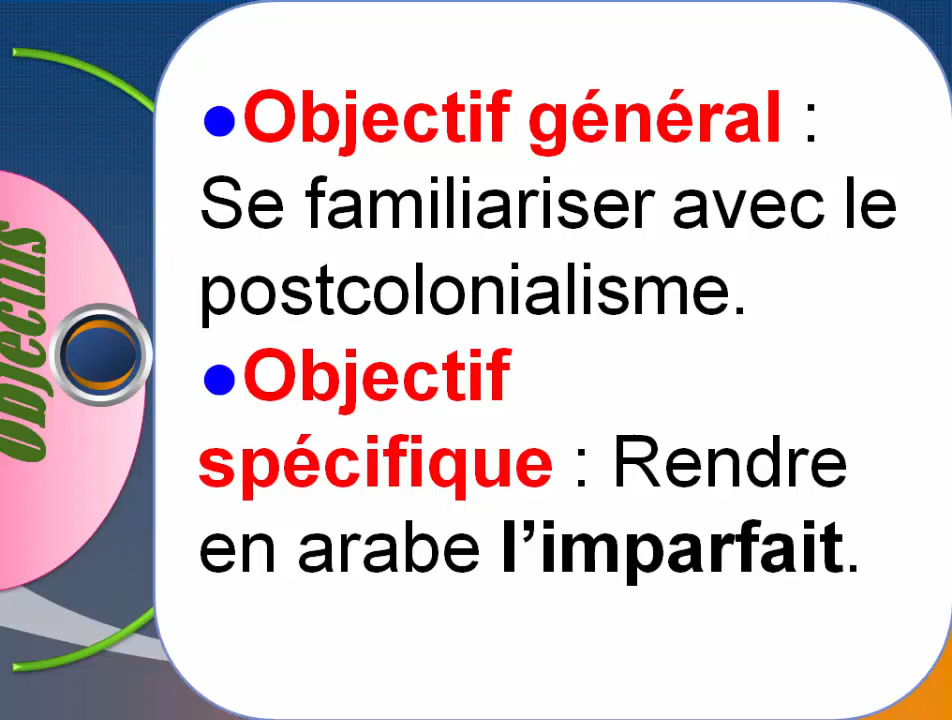 Objectifs
●Objectif général :
Se familiariser avec le
postcolonialisme.
●Objectif
spécifique : Rendre
en arabe l’imparfait.